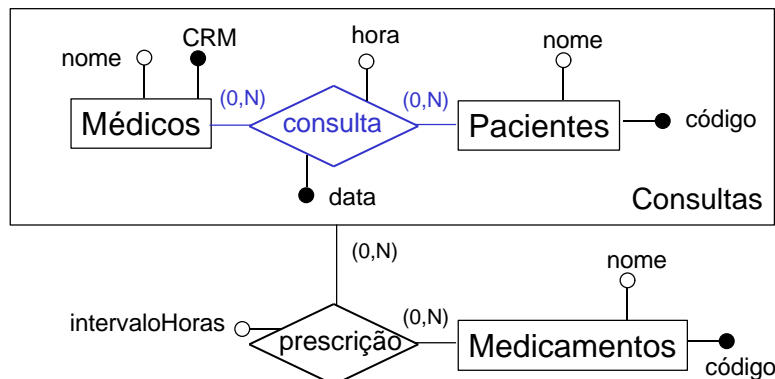 CRM
hora
nome
nome
(0,N)
(0,N)
Médicos
consulta
Pacientes
código
data
Consultas
(0,N)
nome
intervaloHoras
(0,N)
prescrição
Medicamentos
código